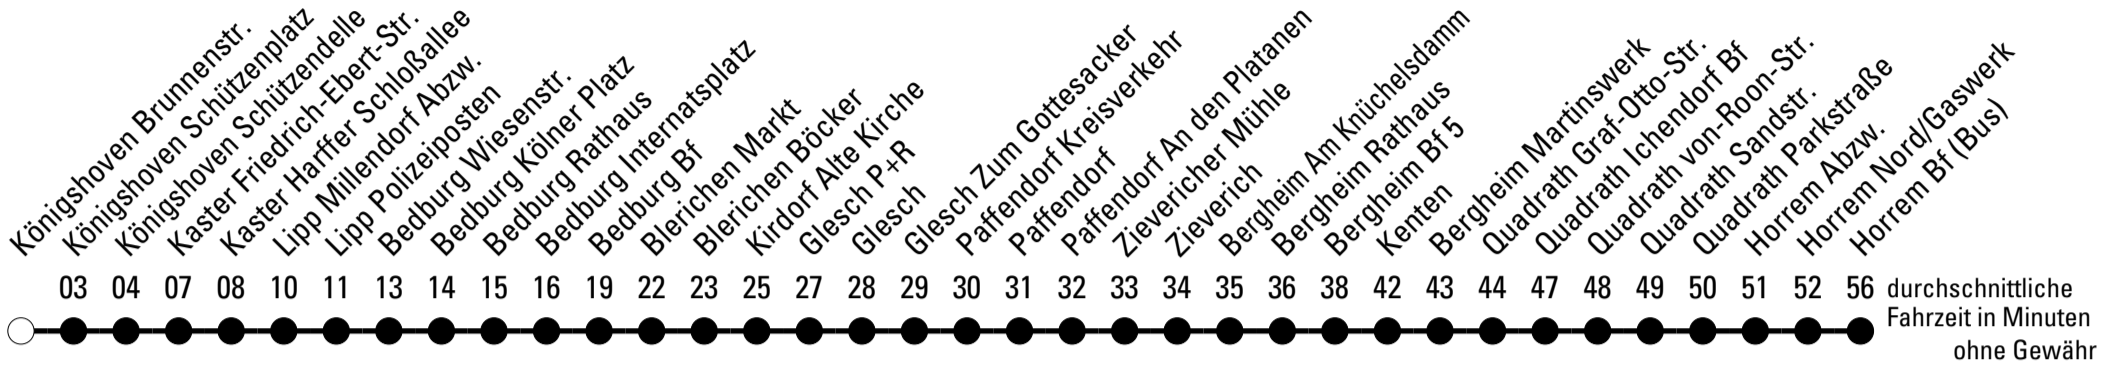 Königshoven Brunnenstr.
Königshoven Schützenplatz
Königshoven Schützendelle
Kaster Friedrich-Ebert-Str.
Kaster Harffer Schloßallee
Lipp Millendorf Abzw.
Lipp Polizeiposten
Bedburg Wiesenstr.
Bedburg Kölner Platz
Bedburg Rathaus
Bedburg Internatsplatz
Bedburg Bf
Blerichen Markt
Blerichen Böcker
Kirdorf Alte Kirche
Glesch P+R
Glesch
Glesch Zum Gottesacker
Paffendorf Kreisverkehr
Paffendorf
Paffendorf An den Platanen
Zievericher Mühle
Zieverich
Bergheim Am Knüchelsdamm
Bergheim Rathaus
Bergheim Bf 5
Kenten
Bergheim Martinswerk
Quadrath Graf-Otto-Str.
Quadrath Ichendorf Bf
Quadrath von-Roon-Str.
Quadrath Sandstr.
Quadrath Parkstraße
Horrem Abzw.
Horrem Nord/Gaswerk
Horrem Bf (Bus)
03 04 07 08 10 11 13 14 15 16 19 22 23 25 27 28 29 30 31 32 33 34 35 36 38 42 43 44 47 48 49 50 51 52 56 durchschnittliche
Fahrzeit in Minuten
ohne Gewähr